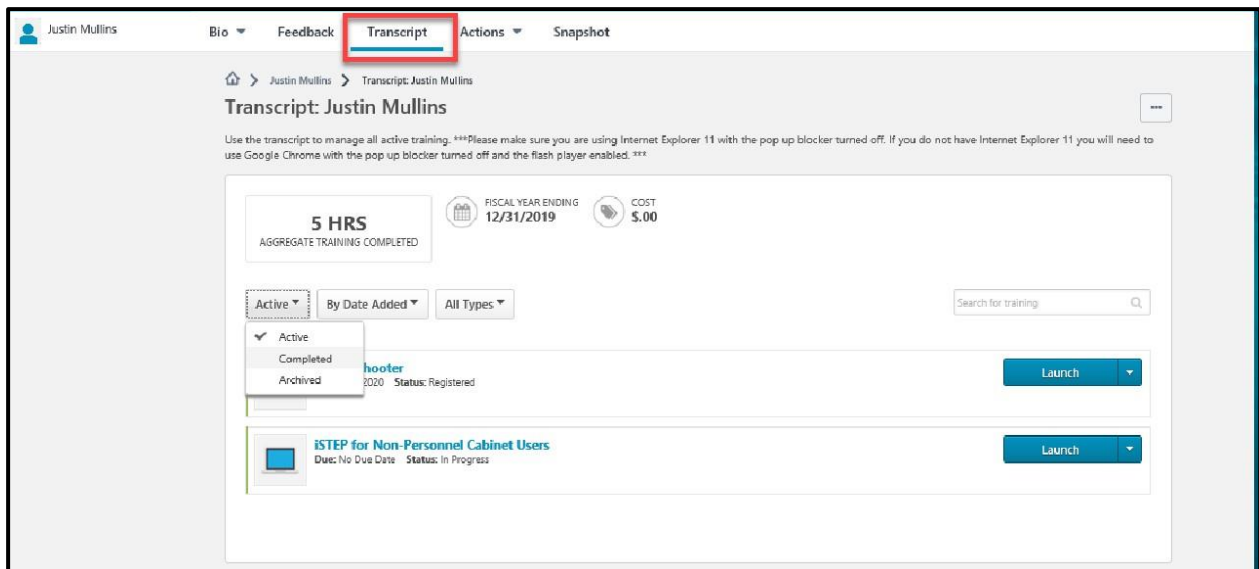 Justin Mullins
Bio Feedback Transcript Actions Snapshot
Justin Mullins Transcript: Justin Mullins
Transcript: Justin Mullins
Use the transcript to manage all active training. ***Please make sure you are using Internet Explorer 11 with the pop up blocker turned off. If you do not have Internet Explorer 11 you will need to
use Google Chrome with the pop up blocker turned off and the flash player enabled. ***
5 HRS
AGGREGATE TRAINING COMPLETED
FISCAL YEAR ENDING
12/31/2019
COST
$.00
Active By Date Added All Types Search for training
Active
Completed
Archived
hooter
2020 Status: Registered
Launch
iSTEP for Non-Personnel Cabinet Users
Due: No Due Date Status: In Progress
Launch